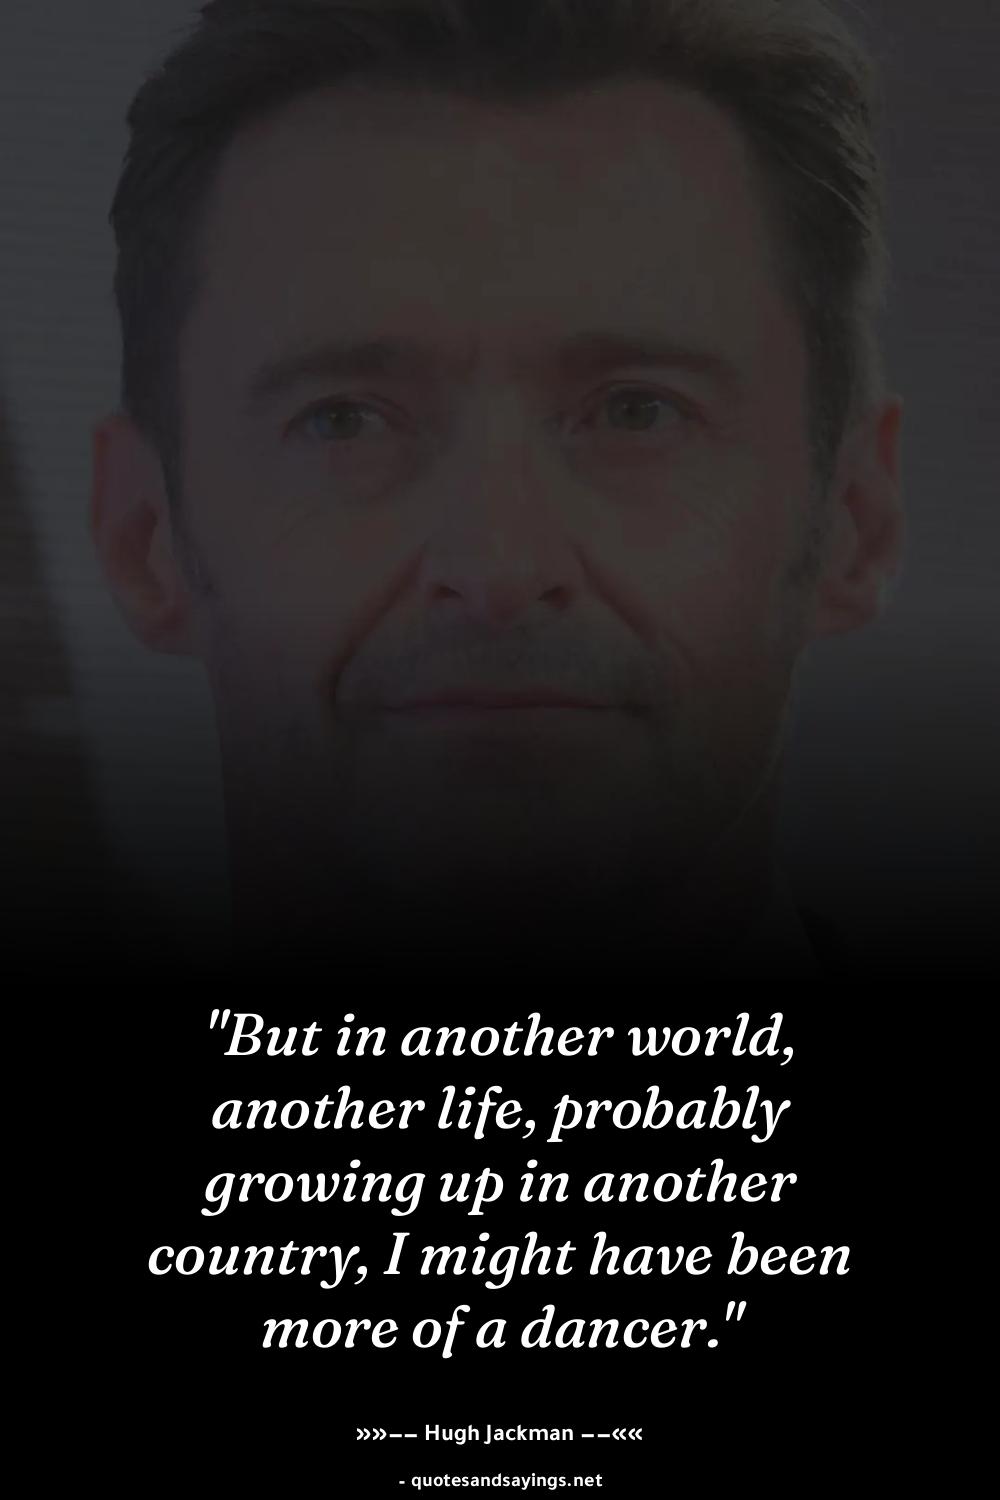 "But in another world,
another life, probably
growing up in another
country, I might have been
more of a dancer."
»»–– Hugh Jackman ––««
- quotesandsayings.net